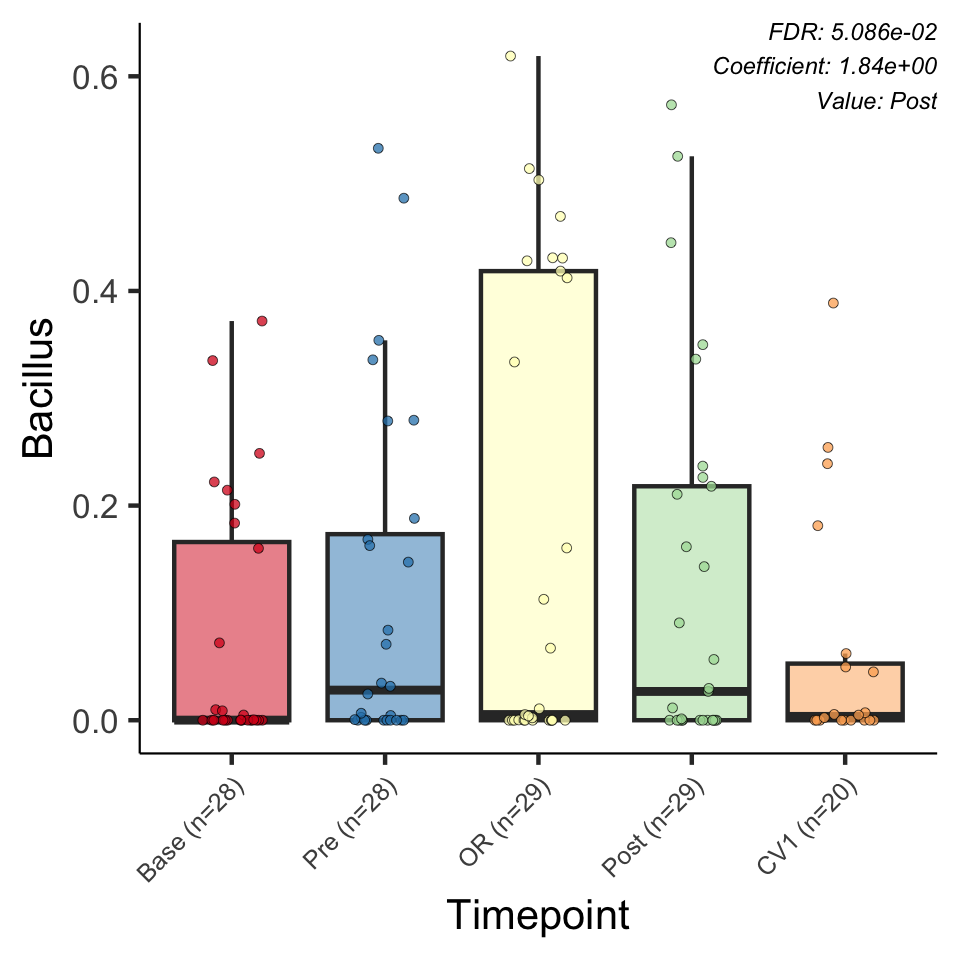 FDR: 5.086e-02
Coefficient: 1.84e+00
Value: Post
0.6
0.4
0.2
0.0
Bacillus
Base (n=28)
Pre (n=28)
OR (n=29)
Post (n=29)
CV1 (n=20)
Timepoint